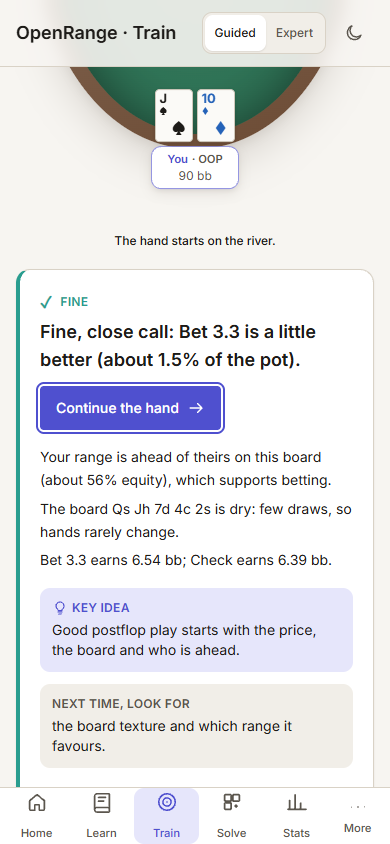 OpenRange · Train
Guided
Expert
J
10
You · OOP
90 bb
The hand starts on the river.
FINE
Fine, close call: Bet 3.3 is a little
better (about 1.5% of the pot).
Continue the hand
Your range is ahead of theirs on this board
(about 56% equity), which supports betting.
The board Qs Jh 7d 4c 2s is dry: few draws, so
hands rarely change.
Bet 3.3 earns 6.54 bb; Check earns 6.39 bb.
KEY IDEA
Good postflop play starts with the price,
the board and who is ahead.
NEXT TIME, LOOK FOR
the board texture and which range it
favours.
Home
Learn
Train
Solve
Stats
More